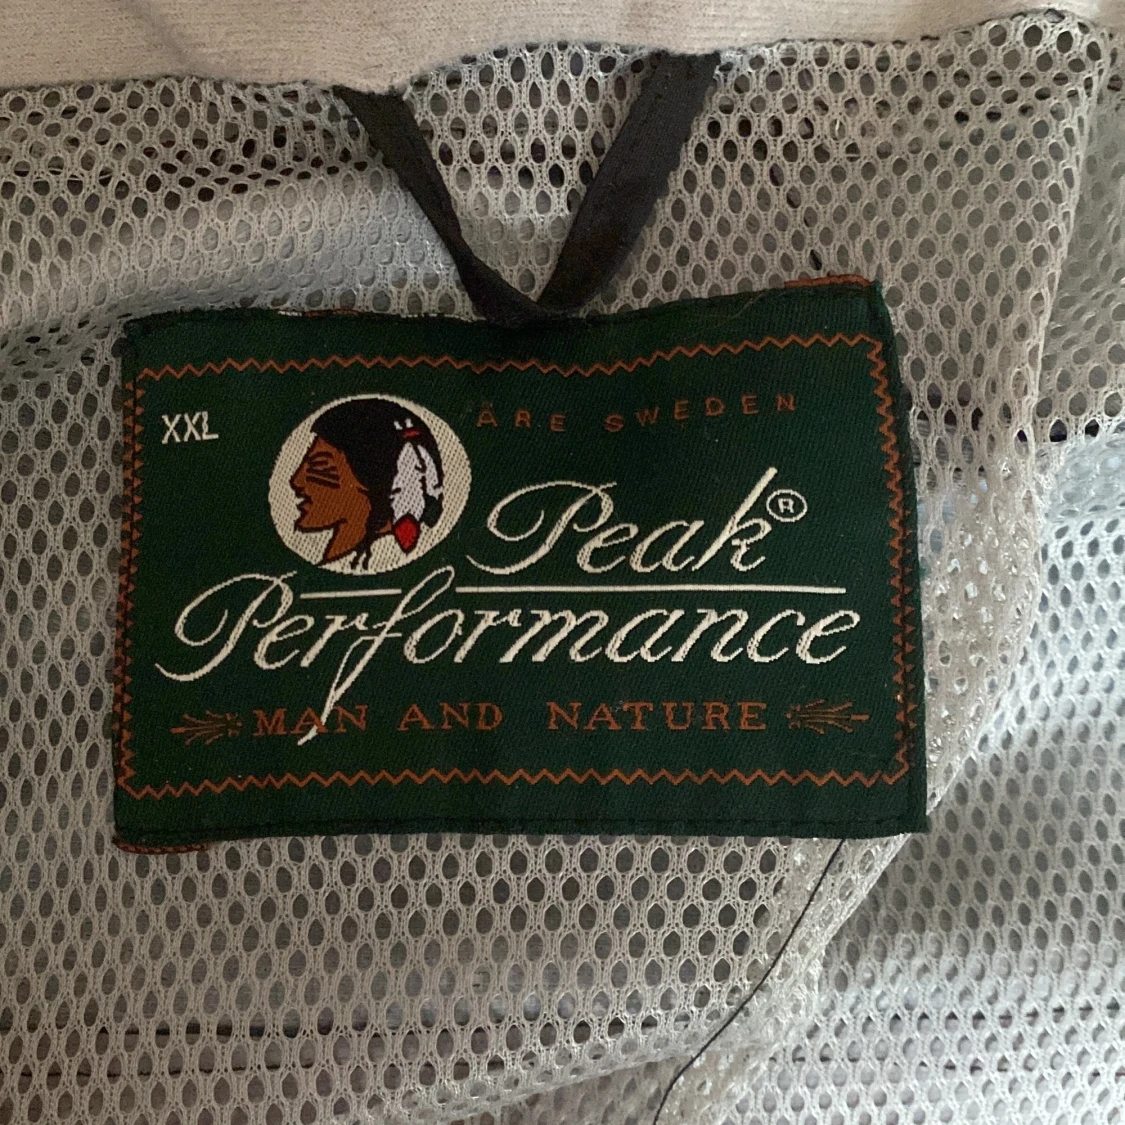 XXL
ÅRE SWEDEN
Peak®
Performance
MAN AND NATURE